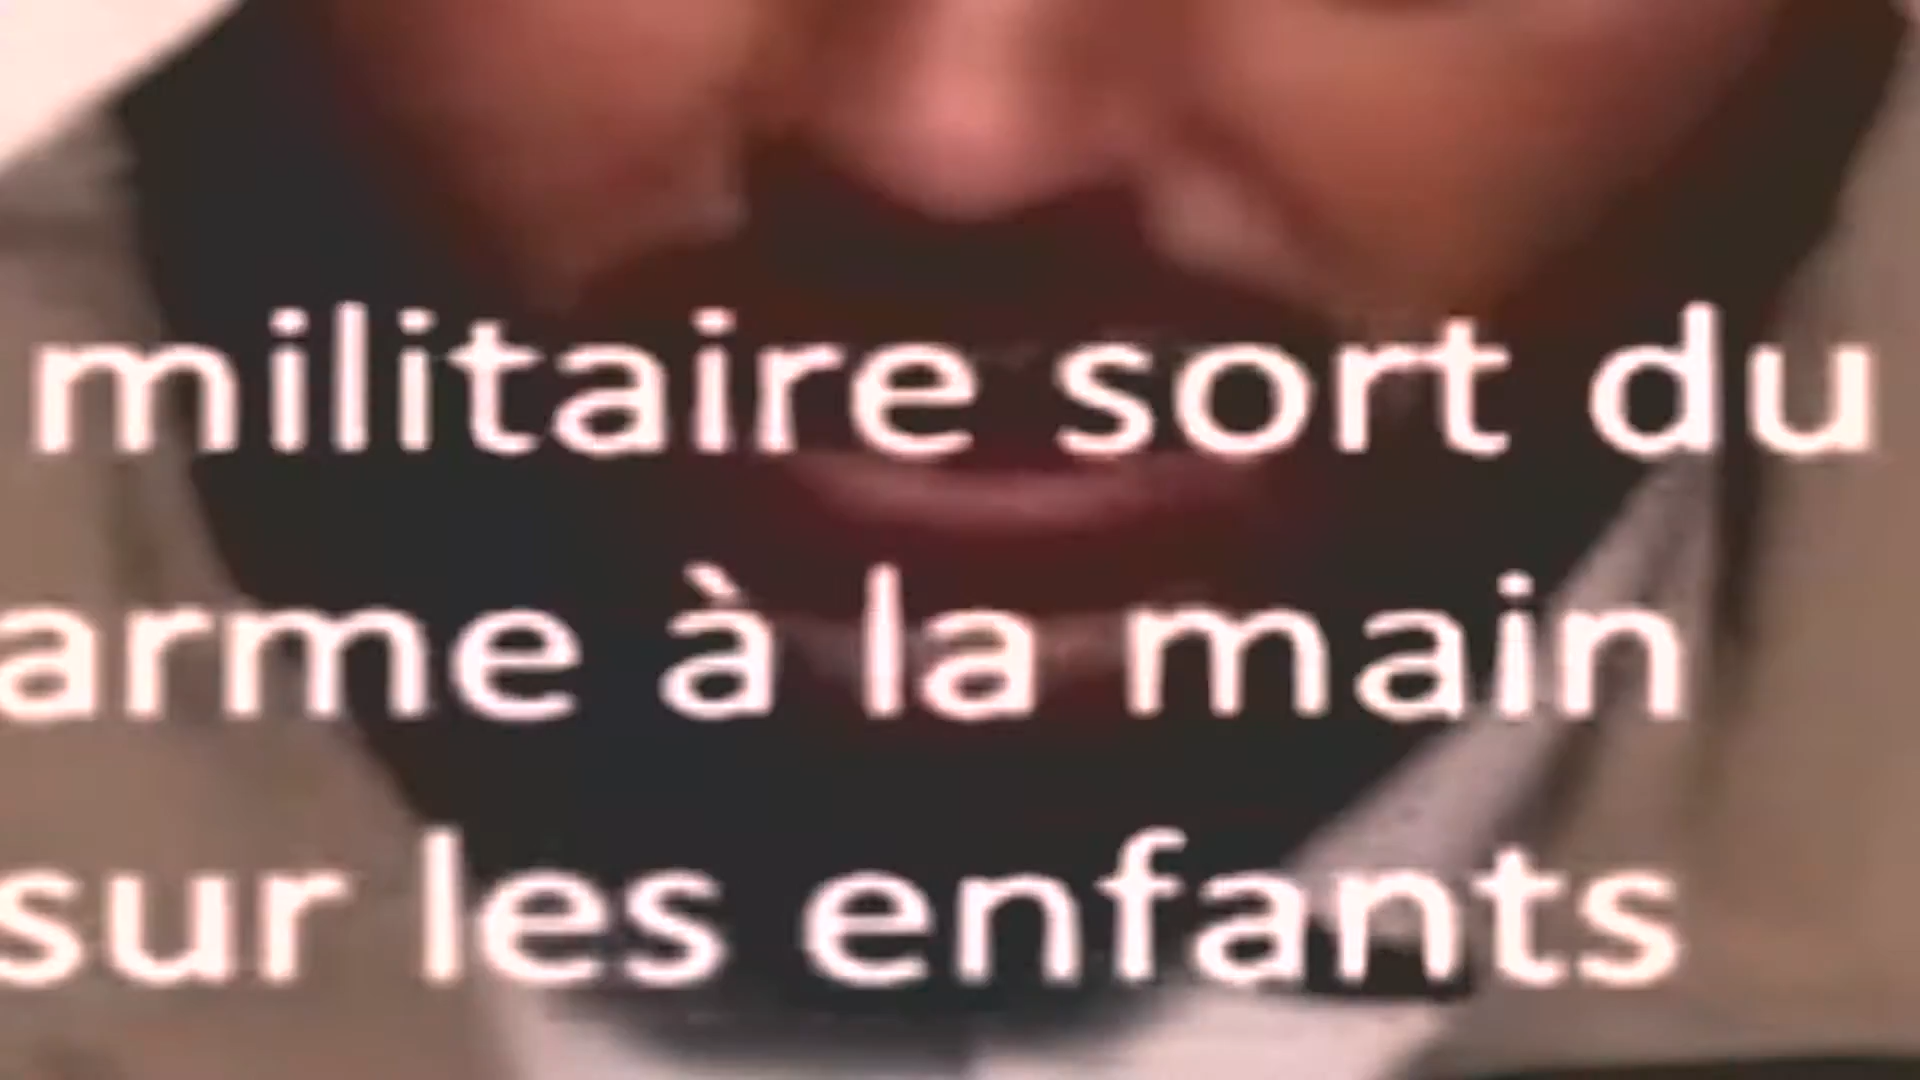 militaire sort du
arme à la main
sur les enfants